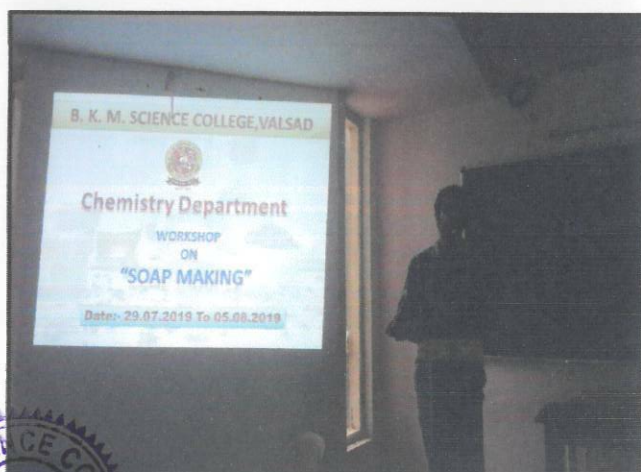 B. K. M. SCIENCE COLLEGE,VALSAD
Chemistry Department
WORKSHOP
ON
"SOAP MAKING"
Date:- 29.07.2019 To 05.08.2019